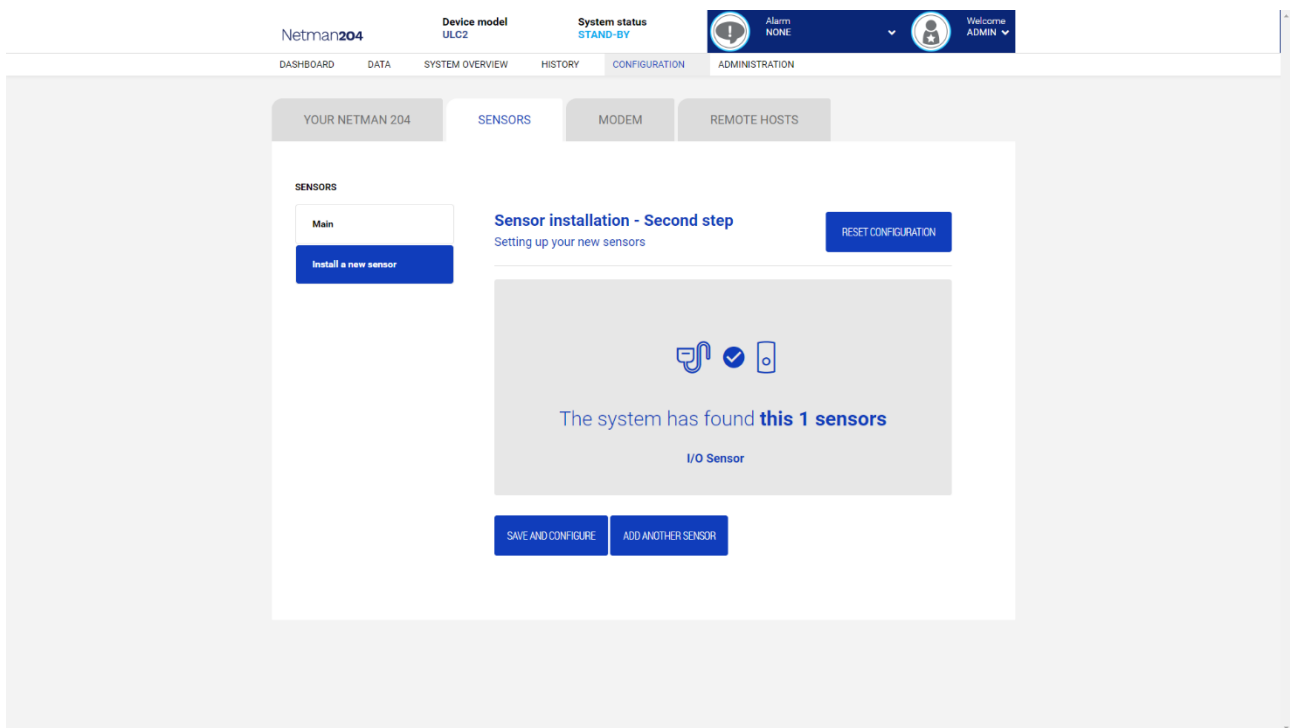 Netman204
Device model
ULC2
System status
STAND-BY
Alarm
NONE
Welcome
ADMIN
DASHBOARD DATA SYSTEM OVERVIEW HISTORY CONFIGURATION ADMINISTRATION
YOUR NETMAN 204 SENSORS MODEM REMOTE HOSTS
SENSORS
Main
Install a new sensor
Sensor installation - Second step
Setting up your new sensors
RESET CONFIGURATION
The system has found this 1 sensors
I/O Sensor
SAVE AND CONFIGURE ADD ANOTHER SENSOR